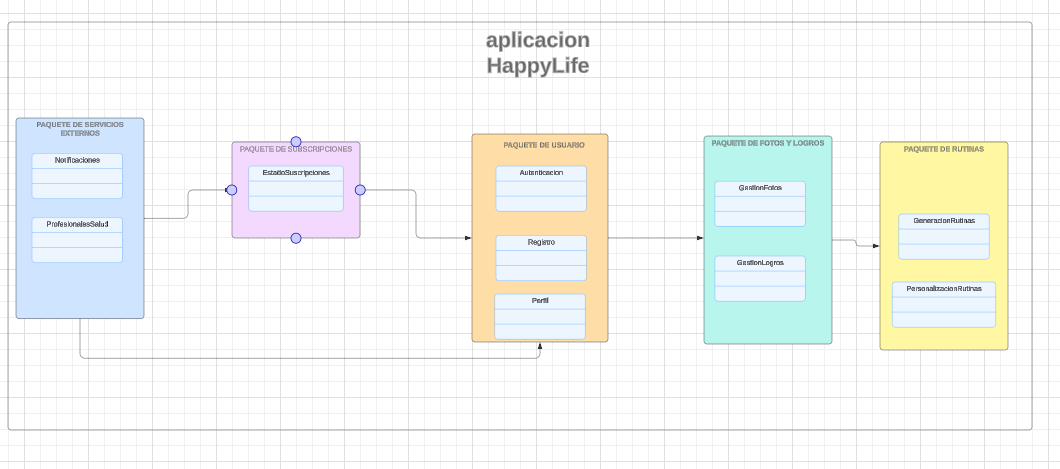 aplicacion
HappyLife
PAQUETE DE SERVICIOS
EXTERNOS
Notificaciones
ProfesionalesSalud
PAQUETE DE SUBSCRIPCIONES
EstadoSuscripciones
PAQUETE DE USUARIO
Autenticacion
Registro
Perfil
PAQUETE DE FOTOS Y LOGROS
GestionFotos
GestionLogros
PAQUETE DE RUTINAS
GeneracionRutinas
PersonalizacionRutinas